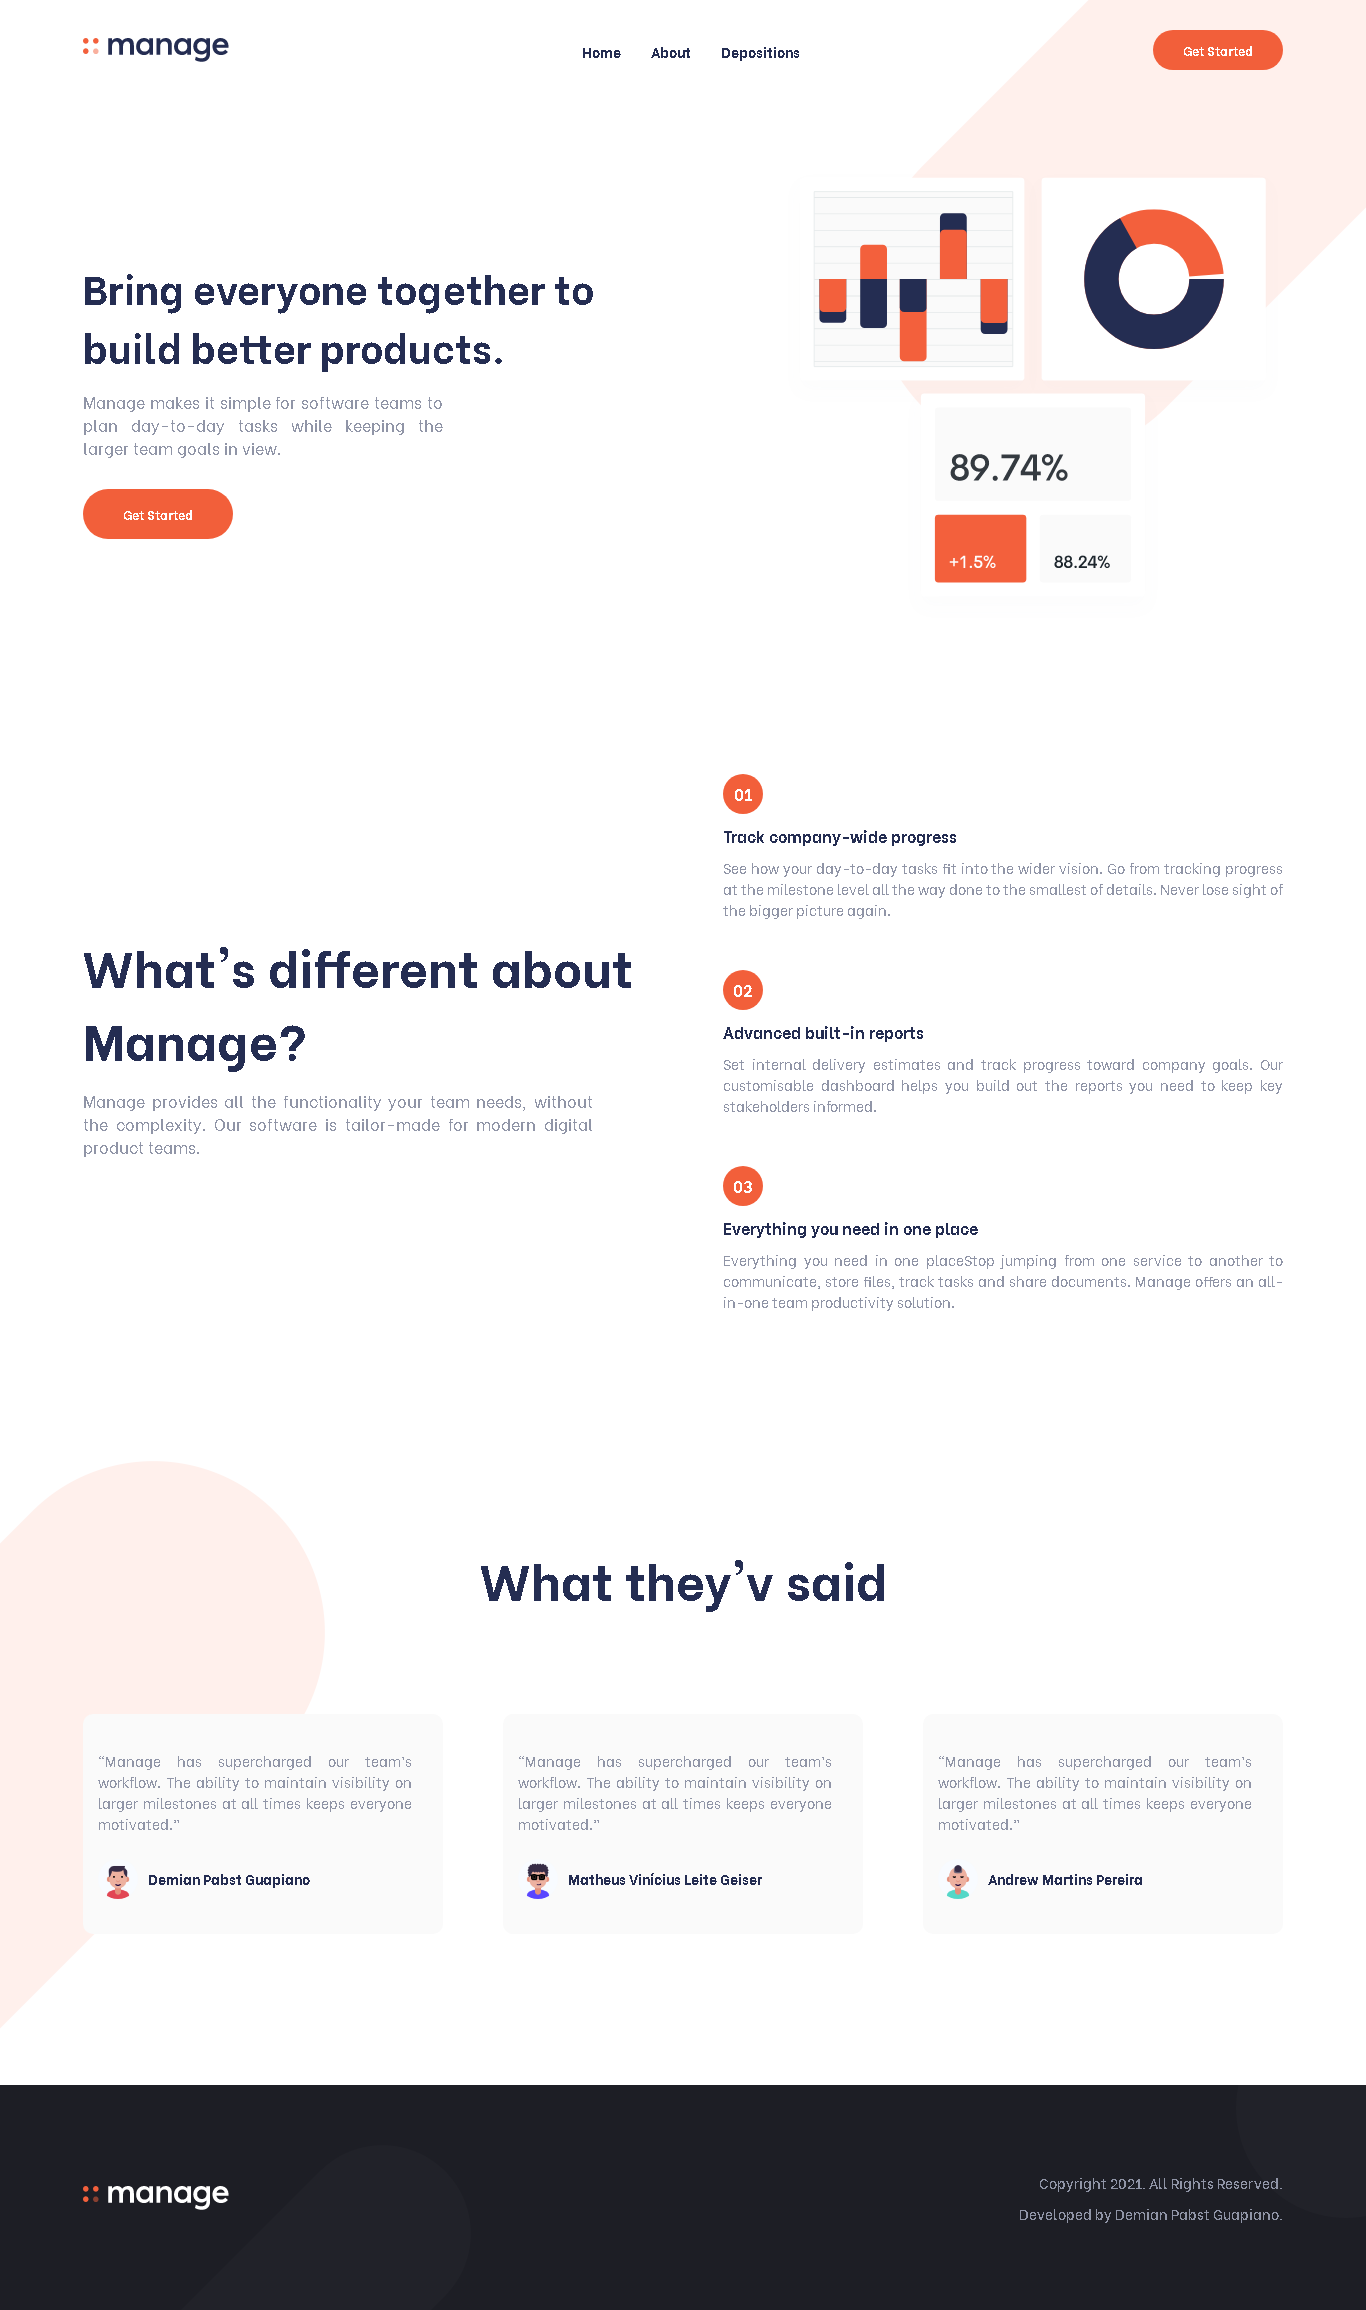 manage
Home About Depositions
Get Started
Bring everyone together to
build better products.
Manage makes it simple for software teams to
plan day-to-day tasks while keeping the
larger team goals in view.
Get Started
89.74%
+1.5%
88.24%
What's different about
Manage?
Manage provides all the functionality your team needs, without
the complexity. Our software is tailor-made for modern digital
product teams.
01
Track company-wide progress
See how your day-to-day tasks fit into the wider vision. Go from tracking progress
at the milestone level all the way done to the smallest of details. Never lose sight of
the bigger picture again.
02
Advanced built-in reports
Set internal delivery estimates and track progress toward company goals. Our
customisable dashboard helps you build out the reports you need to keep key
stakeholders informed.
03
Everything you need in one place
Everything you need in one placeStop jumping from one service to another to
communicate, store files, track tasks and share documents. Manage offers an all-
in-one team productivity solution.
What they'v said
“Manage has supercharged our team's
workflow. The ability to maintain visibility on
larger milestones at all times keeps everyone
motivated.”
Demian Pabst Guapiano
“Manage has supercharged our team's
workflow. The ability to maintain visibility on
larger milestones at all times keeps everyone
motivated.”
Matheus Vinícius Leite Geiser
“Manage has supercharged our team's
workflow. The ability to maintain visibility on
larger milestones at all times keeps everyone
motivated.”
Andrew Martins Pereira
manage
Copyright 2021. All Rights Reserved.
Developed by Demian Pabst Guapiano.